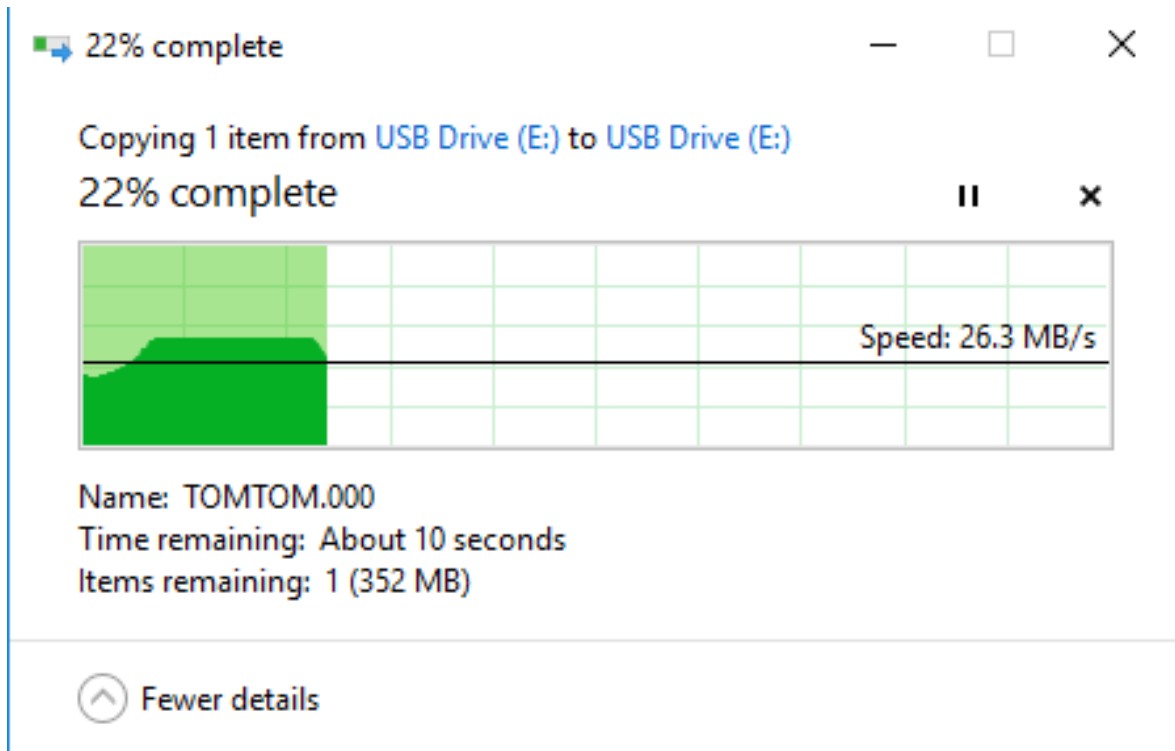 22% complete
Copying 1 item from USB Drive (E:) to USB Drive (E:)
22% complete
Speed: 26.3 MB/s
Name: TOMTOM.000
Time remaining: About 10 seconds
Items remaining: 1 (352 MB)
Fewer details